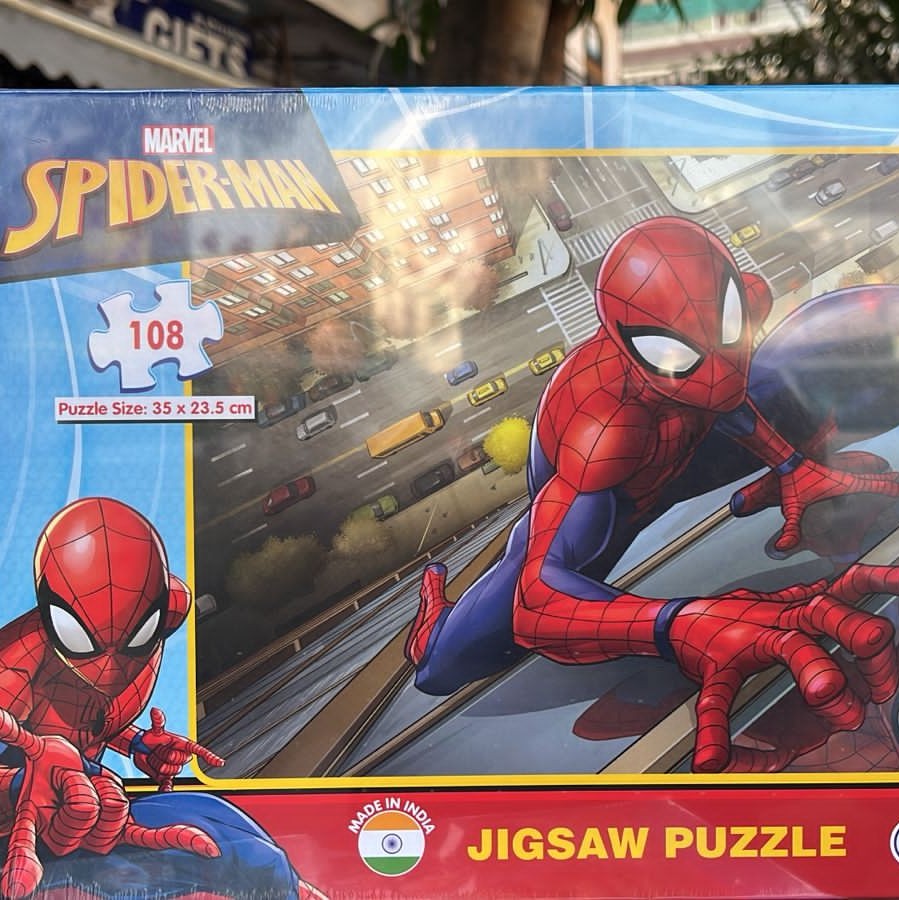 GIFTS
MARVEL
SPIDER-MAN
108
Puzzle Size: 35 x 23.5 cm
MADE IN INDIA
JIGSAW PUZZLE